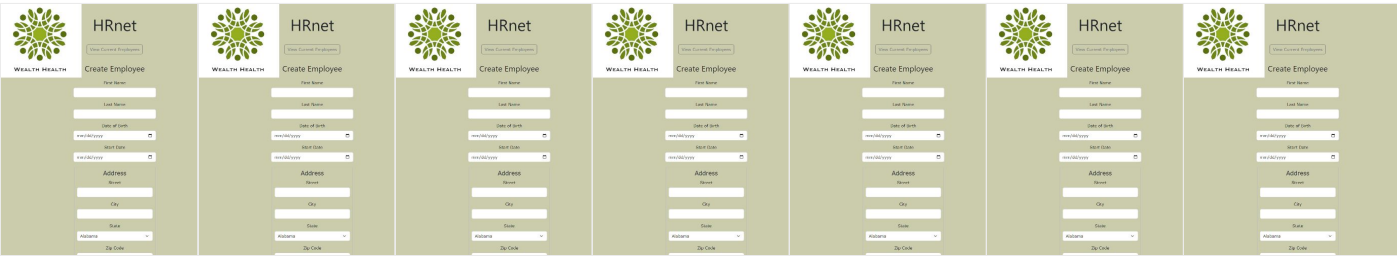 HRnet
View Current Employees
WEALTH HEALTH
Create Employee
First Name
Last Name
Date of Birth
mm/dd/yyyy
Start Date
mm/dd/yyyy
Address
Street
City
State
Alabama
Zip Code
HRnet
View Current Employees
WEALTH HEALTH
Create Employee
First Name
Last Name
Date of Birth
mm/dd/yyyy
Start Date
mm/dd/yyyy
Address
Street
City
State
Alabama
Zip Code
HRnet
View Current Employees
WEALTH HEALTH
Create Employee
First Name
Last Name
Date of Birth
mm/dd/yyyy
Start Date
mm/dd/yyyy
Address
Street
City
State
Alabama
Zip Code
HRnet
View Current Employees
WEALTH HEALTH
Create Employee
First Name
Last Name
Date of Birth
mm/dd/yyyy
Start Date
mm/dd/yyyy
Address
Street
City
State
Alabama
Zip Code
HRnet
View Current Employees
WEALTH HEALTH
Create Employee
First Name
Last Name
Date of Birth
mm/dd/yyyy
Start Date
mm/dd/yyyy
Address
Street
City
State
Alabama
Zip Code
HRnet
View Current Employees
WEALTH HEALTH
Create Employee
First Name
Last Name
Date of Birth
mm/dd/yyyy
Start Date
mm/dd/yyyy
Address
Street
City
State
Alabama
Zip Code
HRnet
View Current Employees
WEALTH HEALTH
Create Employee
First Name
Last Name
Date of Birth
mm/dd/yyyy
Start Date
mm/dd/yyyy
Address
Street
City
State
Alabama
Zip Code